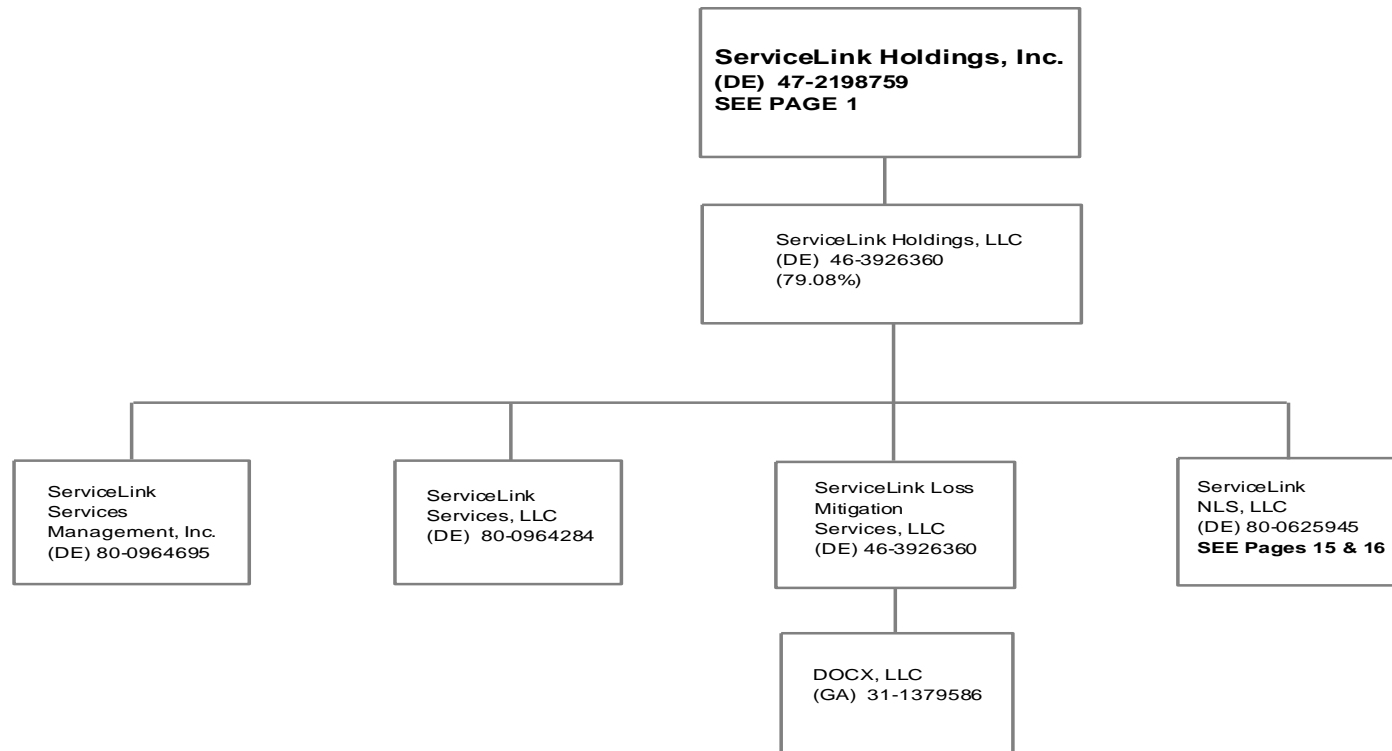 ServiceLink Holdings, Inc.
(DE) 47-2198759
SEE PAGE 1
ServiceLink Holdings, LLC
(DE) 46-3926360
(79.08%)
ServiceLink
Services
Management, Inc.
(DE) 80-0964695
ServiceLink
Services, LLC
(DE) 80-0964284
ServiceLink Loss
Mitigation
Services, LLC
(DE) 46-3926360
ServiceLink
NLS, LLC
(DE) 80-0625945
SEE Pages 15 & 16
DOCX, LLC
(GA) 31-1379586